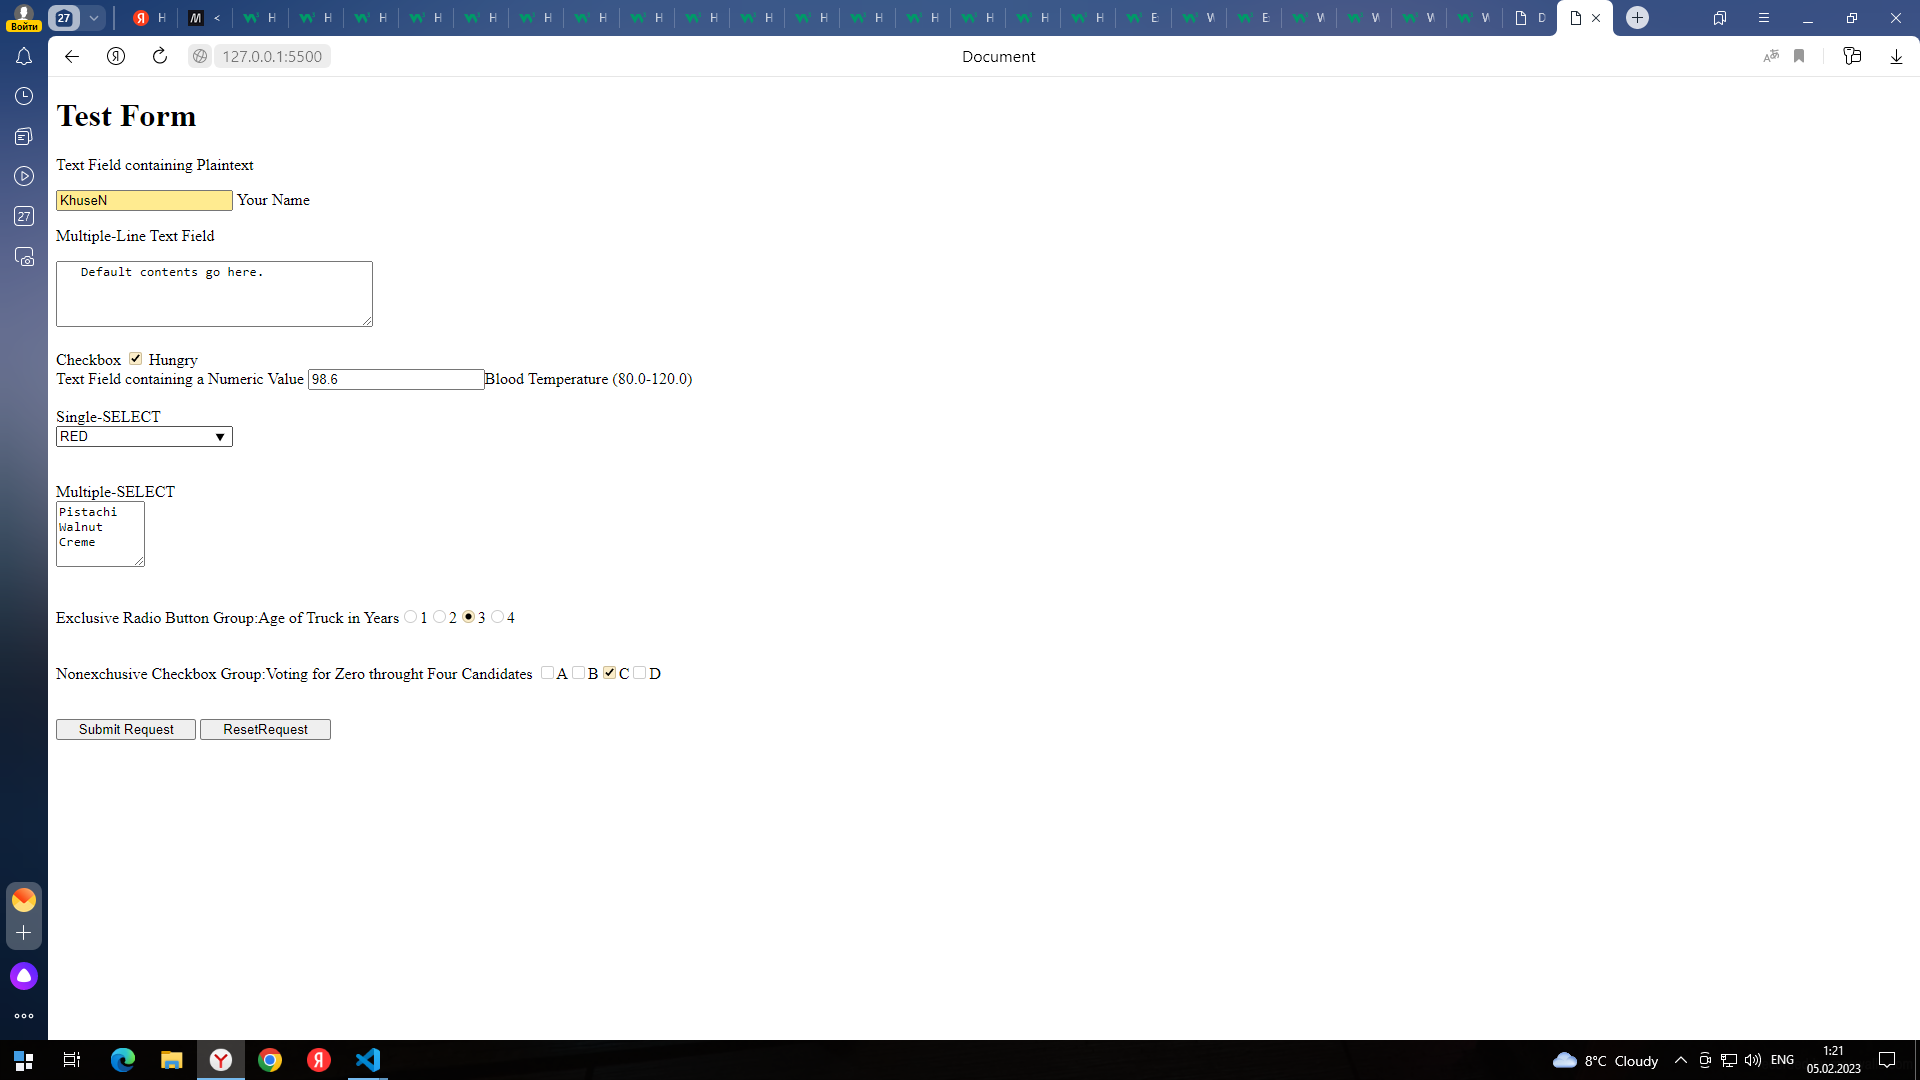 27 Я H M < H H H H H H H H H H H H H H H H E W E W W W W D
Войти
127.0.0.1:5500 Document
Test Form
Text Field containing Plaintext
KhuseN Your Name
27
Multiple-Line Text Field
Default contents go here.
Checkbox Hungry
Text Field containing a Numeric Value 98.6 Blood Temperature (80.0-120.0)
Single-SELECT
RED
Multiple-SELECT
Pistachi
Walnut
Creme
Exclusive Radio Button Group:Age of Truck in Years 1 2 3 4
Nonexchusive Checkbox Group:Voting for Zero throught Four Candidates A B C D
Submit Request ResetRequest
8°C Cloudy ENG
1:21
05.02.2023